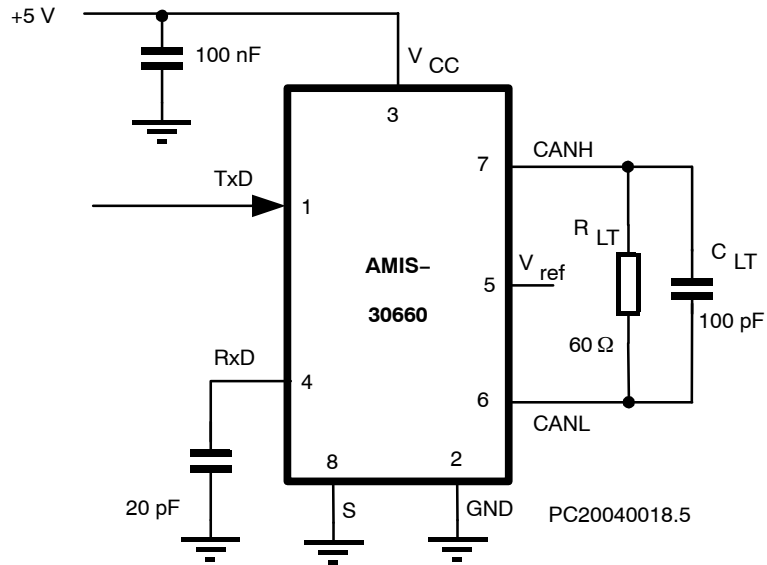 +5 V
100 nF
V CC
3
7
CANH
TxD
1
R LT
C LT
AMIS–
30660
V ref
5
100 pF
60 Ω
RxD
4
6
CANL
8
2
20 pF
S
GND
PC20040018.5